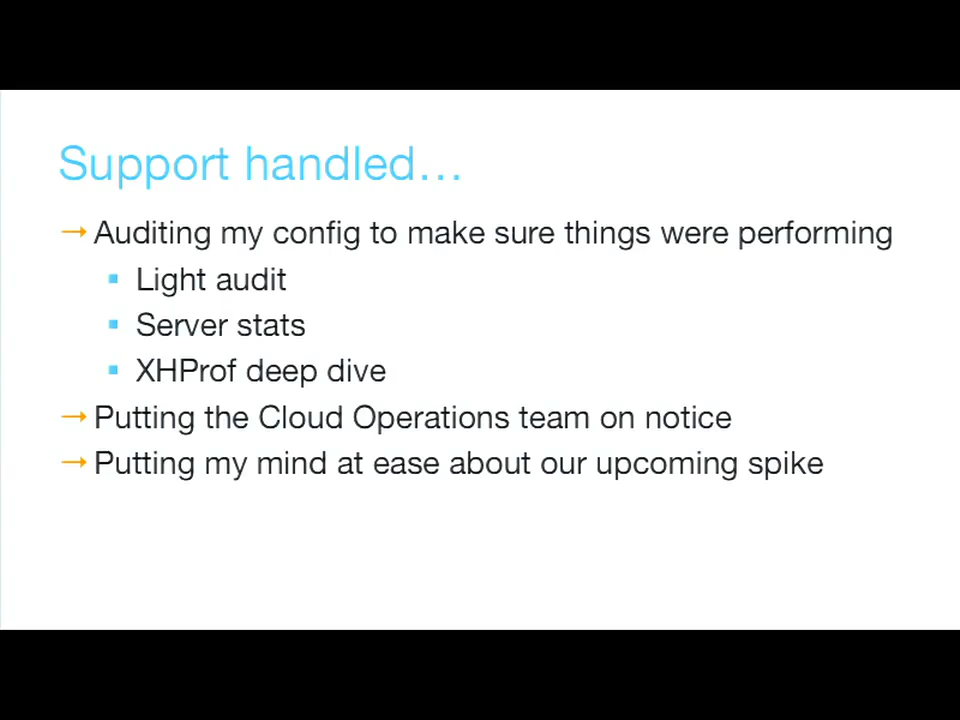 Support handled…
→ Auditing my config to make sure things were performing
▪ Light audit
▪ Server stats
▪ XHProf deep dive
→ Putting the Cloud Operations team on notice
→ Putting my mind at ease about our upcoming spike